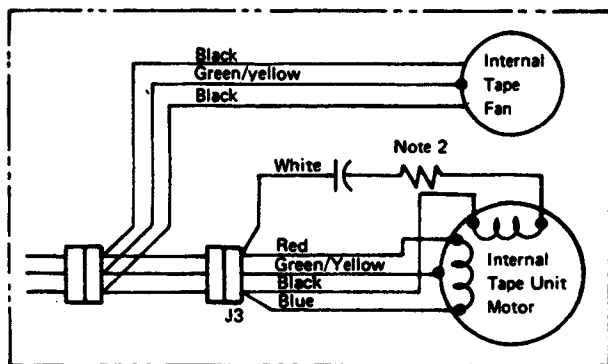 Black
Green/yellow
Black
Internal
Tape
Fan
Note 2
White
Red
Green/Yellow
Black
Blue
J3
Internal
Tape Unit
Motor